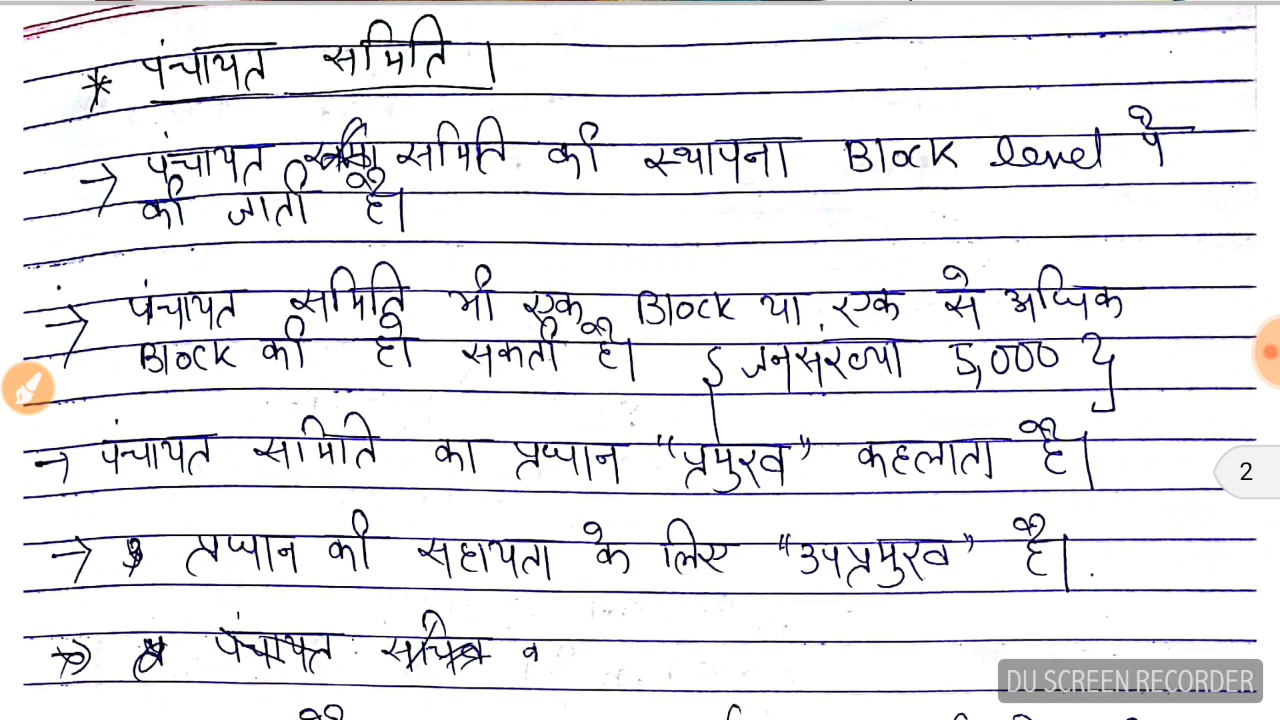 * पंचायत समिति।
→ पंचायत समिति की स्थापना Block level पे
की जाती है।
→ पंचायत समिति भी एक Block या एक से अधिक
Block की हो सकती है। { जनसंख्या 5,000 }
→ पंचायत समिति का प्रधान "प्रमुख" कहलाता है।
→ प्रधान की सहायता के लिए "उपप्रमुख" है।
→ पंचायत
2
DU SCREEN RECORDER